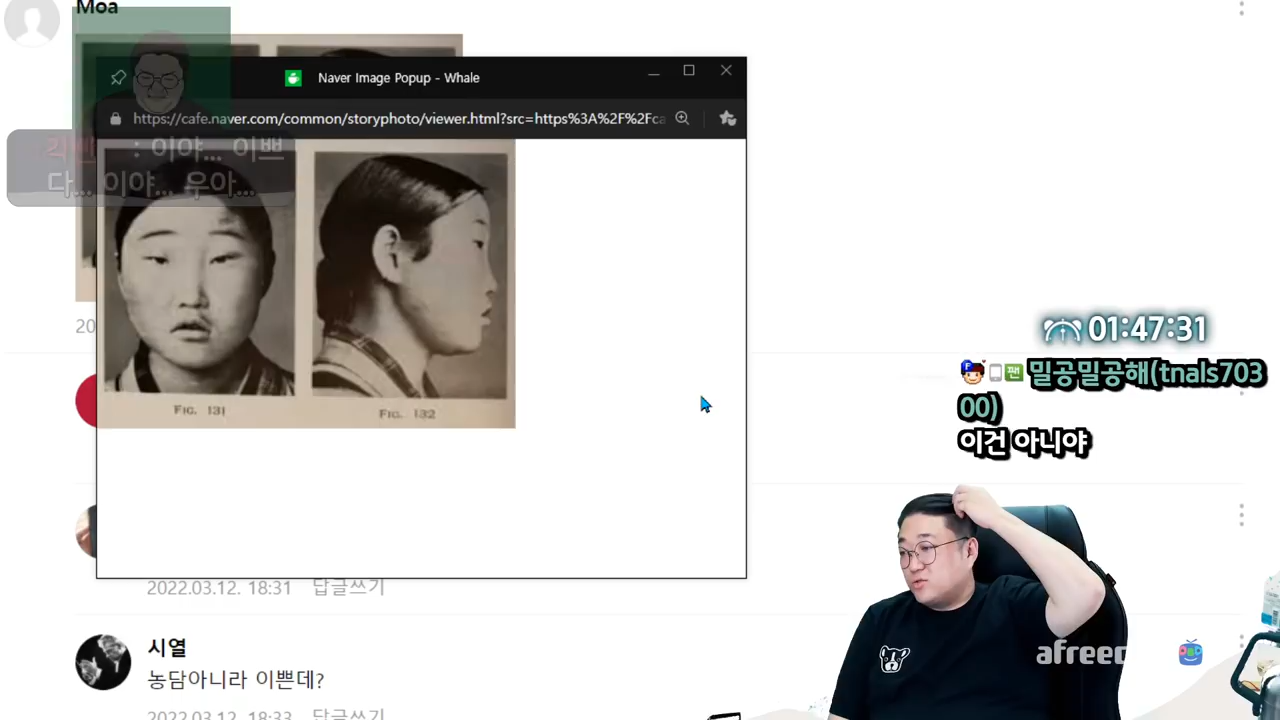 Moa
Naver Image Popup - Whale
https://cafe.naver.com/common/storyphoto/viewer.html?src=https%3A%2F%2Fca
: 이야... 이쁘
다... 이야... 우아...
FIG. 131
FIG. 132
20
01:47:31
팬 밀공밀공해(tnals703
00)
이건 아니야
2022.03.12. 18:31 답글쓰기
시열
농담아니라 이쁜데?
afreec
2022.03.12. 18:33 답글쓰기